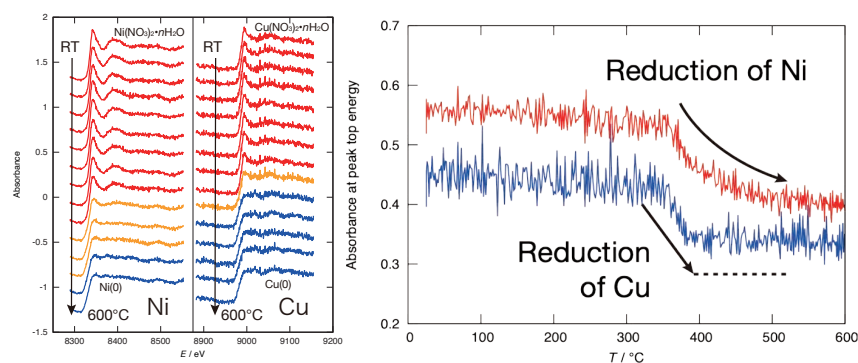 RT
Ni(NO₃)₂•nH₂O
RT
Cu(NO₃)₂•nH₂O
2
1.5
1
0.5
0
-0.5
-1
-1.5
Absorbance
Ni(0)
600°C
Ni
Cu(0)
600°C
Cu
8300
8400
8500
8900
9000
9100
9200
E / eV
0.7
0.6
0.5
0.4
0.3
0.2
Absorbance at peak top energy
Reduction of Ni
Reduction
of Cu
0
100
200
300
400
500
600
T / °C